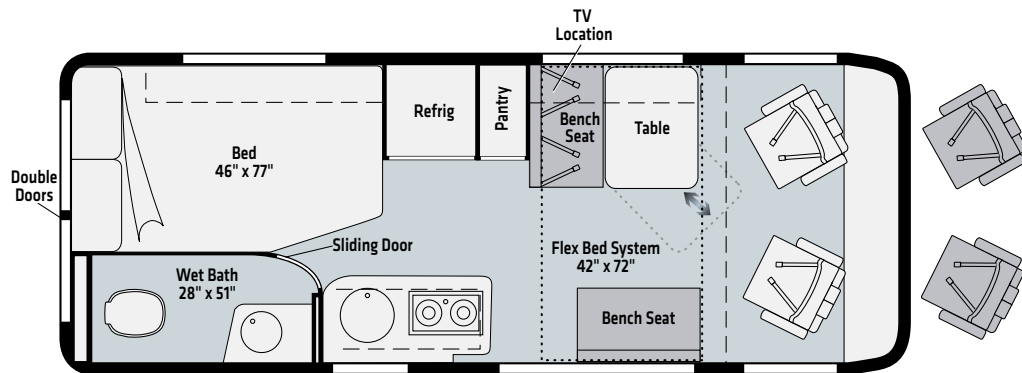 TV
Location
Refrig
Pantry
Bench
Seat
Table
Bed
46" x 77"
Double
Doors
Sliding Door
Flex Bed System
42" x 72"
Wet Bath
28" x 51"
Bench Seat